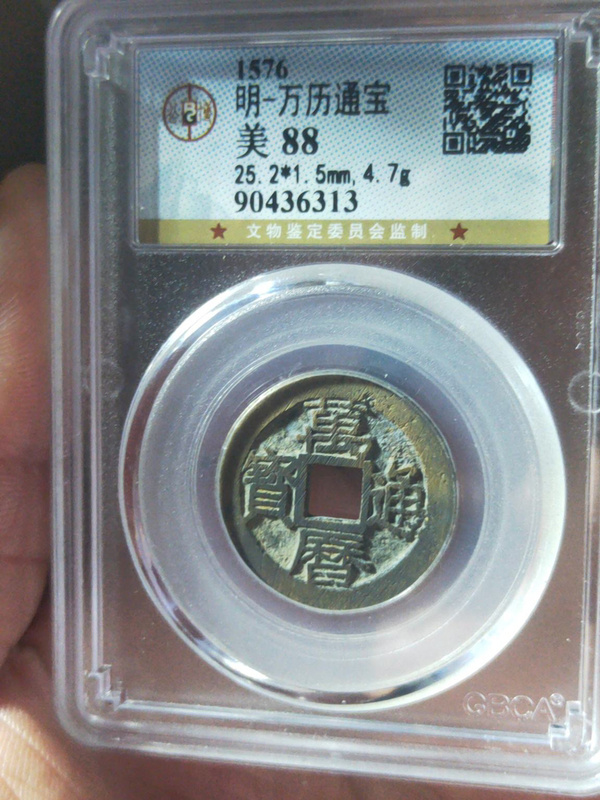 1576
明-万历通宝
美 88
25.2*1.5mm, 4.7g
90436313
★ 文物鉴定委员会监制 ★
萬
寶 通
曆
GBCA®